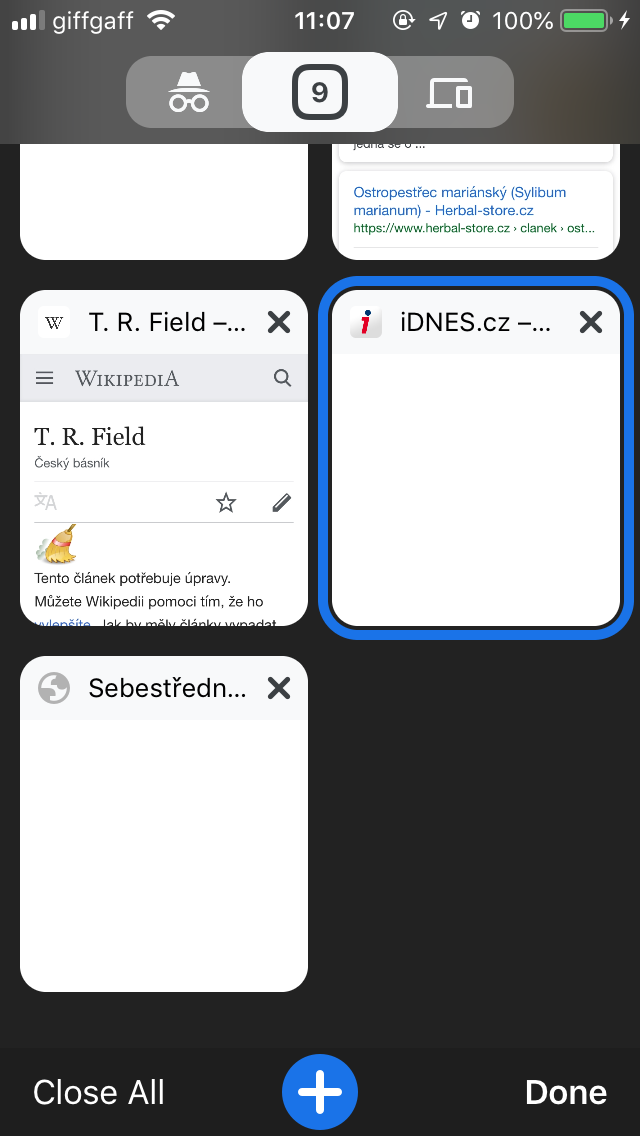 giffgaff 11:07 100%
9
jedná se o ...
Ostropestřec mariánský (Sylibum
marianum) - Herbal-store.cz
https://www.herbal-store.cz › clanek › ost...
W T. R. Field –...
iDNES.cz –...
WIKIPEDIA
T. R. Field
Český básník
Tento článek potřebuje úpravy.
Můžete Wikipedii pomoci tím, že ho
vylepšíte. Jak by měly články vypadat,
Sebestředn...
Close All
Done